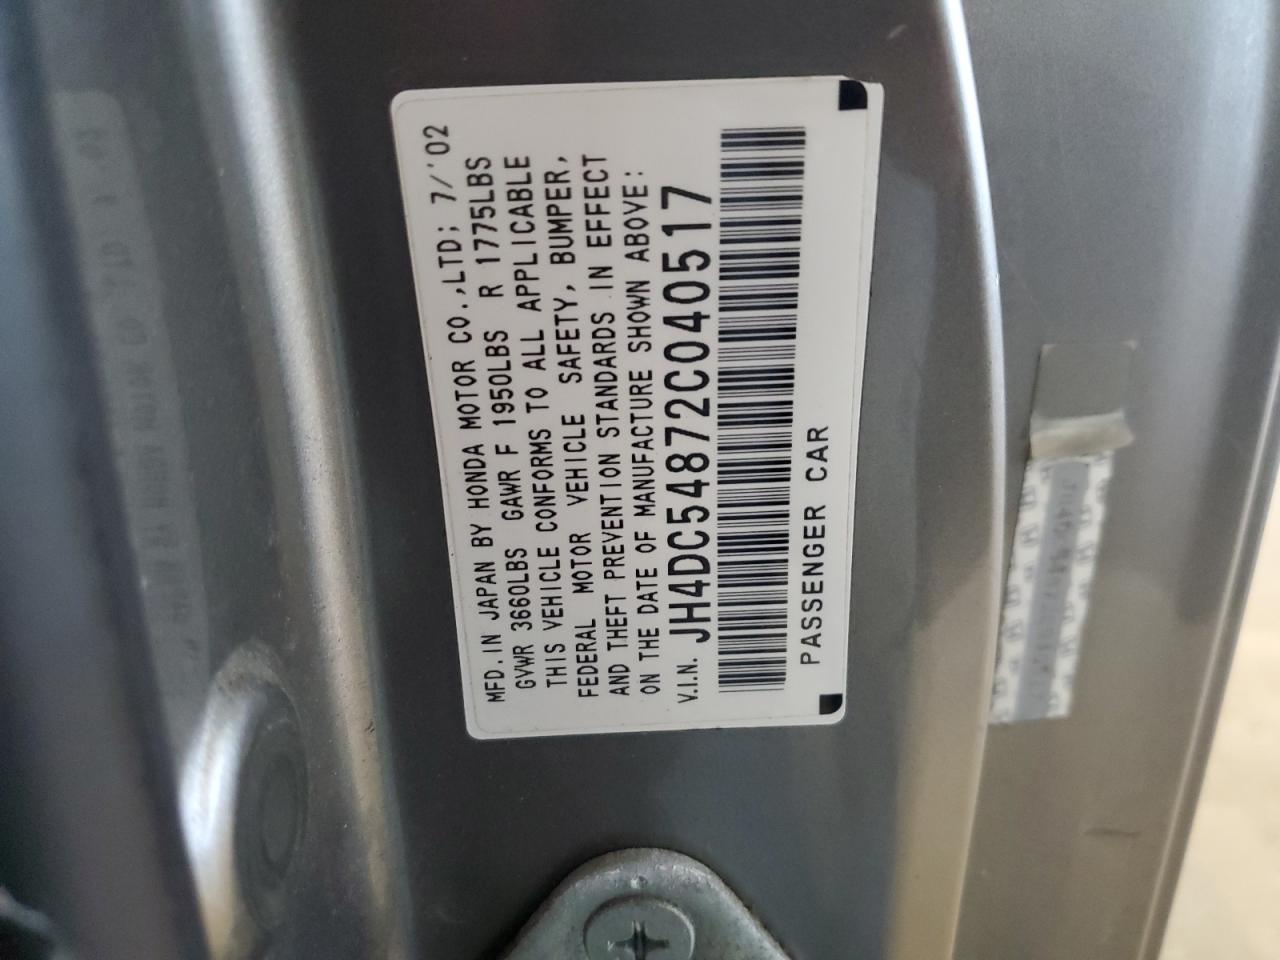 MFD. IN JAPAN BY HONDA MOTOR CO.,LTD; 7/'02
GVWR 3660LBS GAWR F 1950LBS R 1775LBS
THIS VEHICLE CONFORMS TO ALL APPLICABLE
FEDERAL MOTOR VEHICLE SAFETY, BUMPER,
AND THEFT PREVENTION STANDARDS IN EFFECT
ON THE DATE OF MANUFACTURE SHOWN ABOVE:
V.I.N. JH4DC54872C040517
PASSENGER CAR